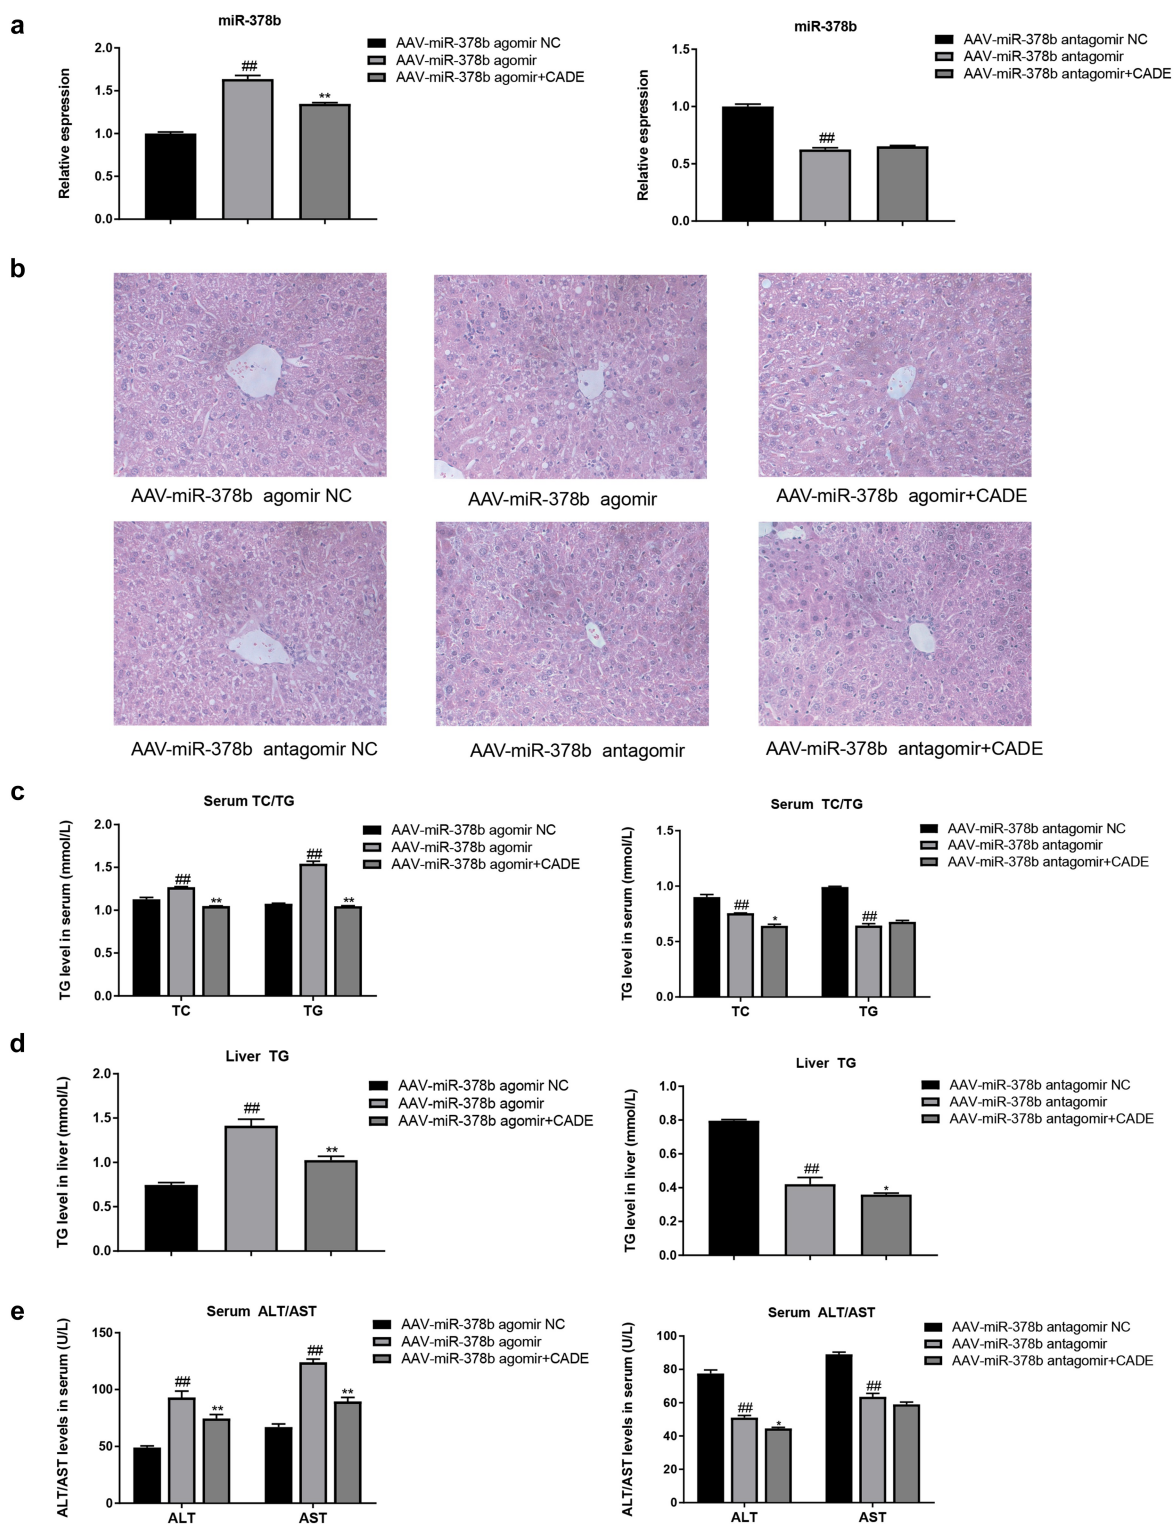 a
miR-378b
Relative espression
2.0
1.5
1.0
0.5
0.0
##
**
AAV-miR-378b agomir NC
AAV-miR-378b agomir
AAV-miR-378b agomir+CADE
miR-378b
Relative espression
1.5
1.0
0.5
0.0
##
AAV-miR-378b antagomir NC
AAV-miR-378b antagomir
AAV-miR-378b antagomir+CADE
b
AAV-miR-378b agomir NC
AAV-miR-378b agomir
AAV-miR-378b agomir+CADE
AAV-miR-378b antagomir NC
AAV-miR-378b antagomir
AAV-miR-378b antagomir+CADE
c
Serum TC/TG
TG level in serum (mmol/L)
2.0
1.5
1.0
0.5
0.0
##
**
##
**
TC
TG
AAV-miR-378b agomir NC
AAV-miR-378b agomir
AAV-miR-378b agomir+CADE
Serum TC/TG
TG level in serum (mmol/L)
1.5
1.0
0.5
0.0
##
*
##
TC
TG
AAV-miR-378b antagomir NC
AAV-miR-378b antagomir
AAV-miR-378b antagomir+CADE
d
Liver TG
TG level in liver (mmol/L)
2.0
1.5
1.0
0.5
0.0
##
**
AAV-miR-378b agomir NC
AAV-miR-378b agomir
AAV-miR-378b agomir+CADE
Liver TG
TG level in liver (mmol/L)
1.0
0.8
0.6
0.4
0.2
0.0
##
*
AAV-miR-378b antagomir NC
AAV-miR-378b antagomir
AAV-miR-378b antagomir+CADE
e
Serum ALT/AST
ALT/AST levels in serum (U/L)
150
100
50
0
##
**
##
**
ALT
AST
AAV-miR-378b agomir NC
AAV-miR-378b agomir
AAV-miR-378b agomir+CADE
Serum ALT/AST
ALT/AST levels in serum (U/L)
100
80
60
40
20
0
##
*
##
ALT
AST
AAV-miR-378b antagomir NC
AAV-miR-378b antagomir
AAV-miR-378b antagomir+CADE